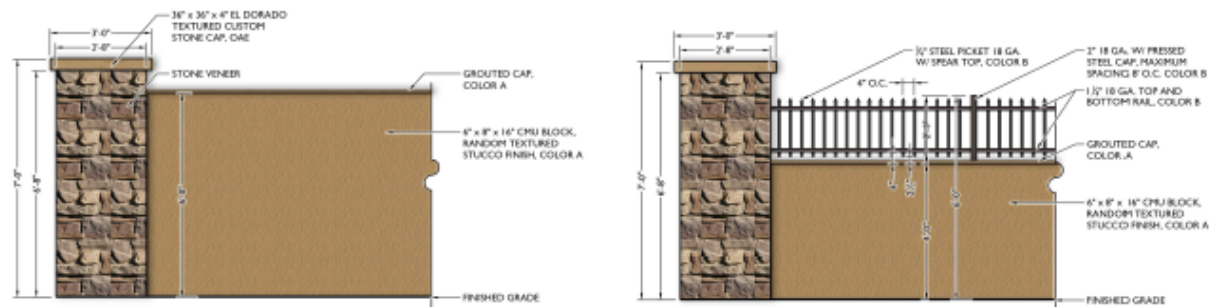 36" x 36" x 4" EL DORADO
TEXTURED CUSTOM
STONE CAP, OAE
3'-0"
2'-8"
STONE VENEER
GROUTED CAP,
COLOR A
6" x 8" x 16" CMU BLOCK,
RANDOM TEXTURED
STUCCO FINISH, COLOR A
7'-0"
6'-8"
FINISHED GRADE
3'-0"
2'-8"
STEEL PICKET 18 GA.
W/ SPEAR TOP, COLOR B
4" O.C.
2" 18 GA. W/ PRESSED
STEEL CAP, MAXIMUM
SPACING 8' O.C. COLOR B
1½" 18 GA. TOP AND
BOTTOM RAIL, COLOR B
GROUTED CAP,
COLOR A
6" x 8" x 16" CMU BLOCK,
RANDOM TEXTURED
STUCCO FINISH, COLOR A
7'-0"
6'-8"
FINISHED GRADE